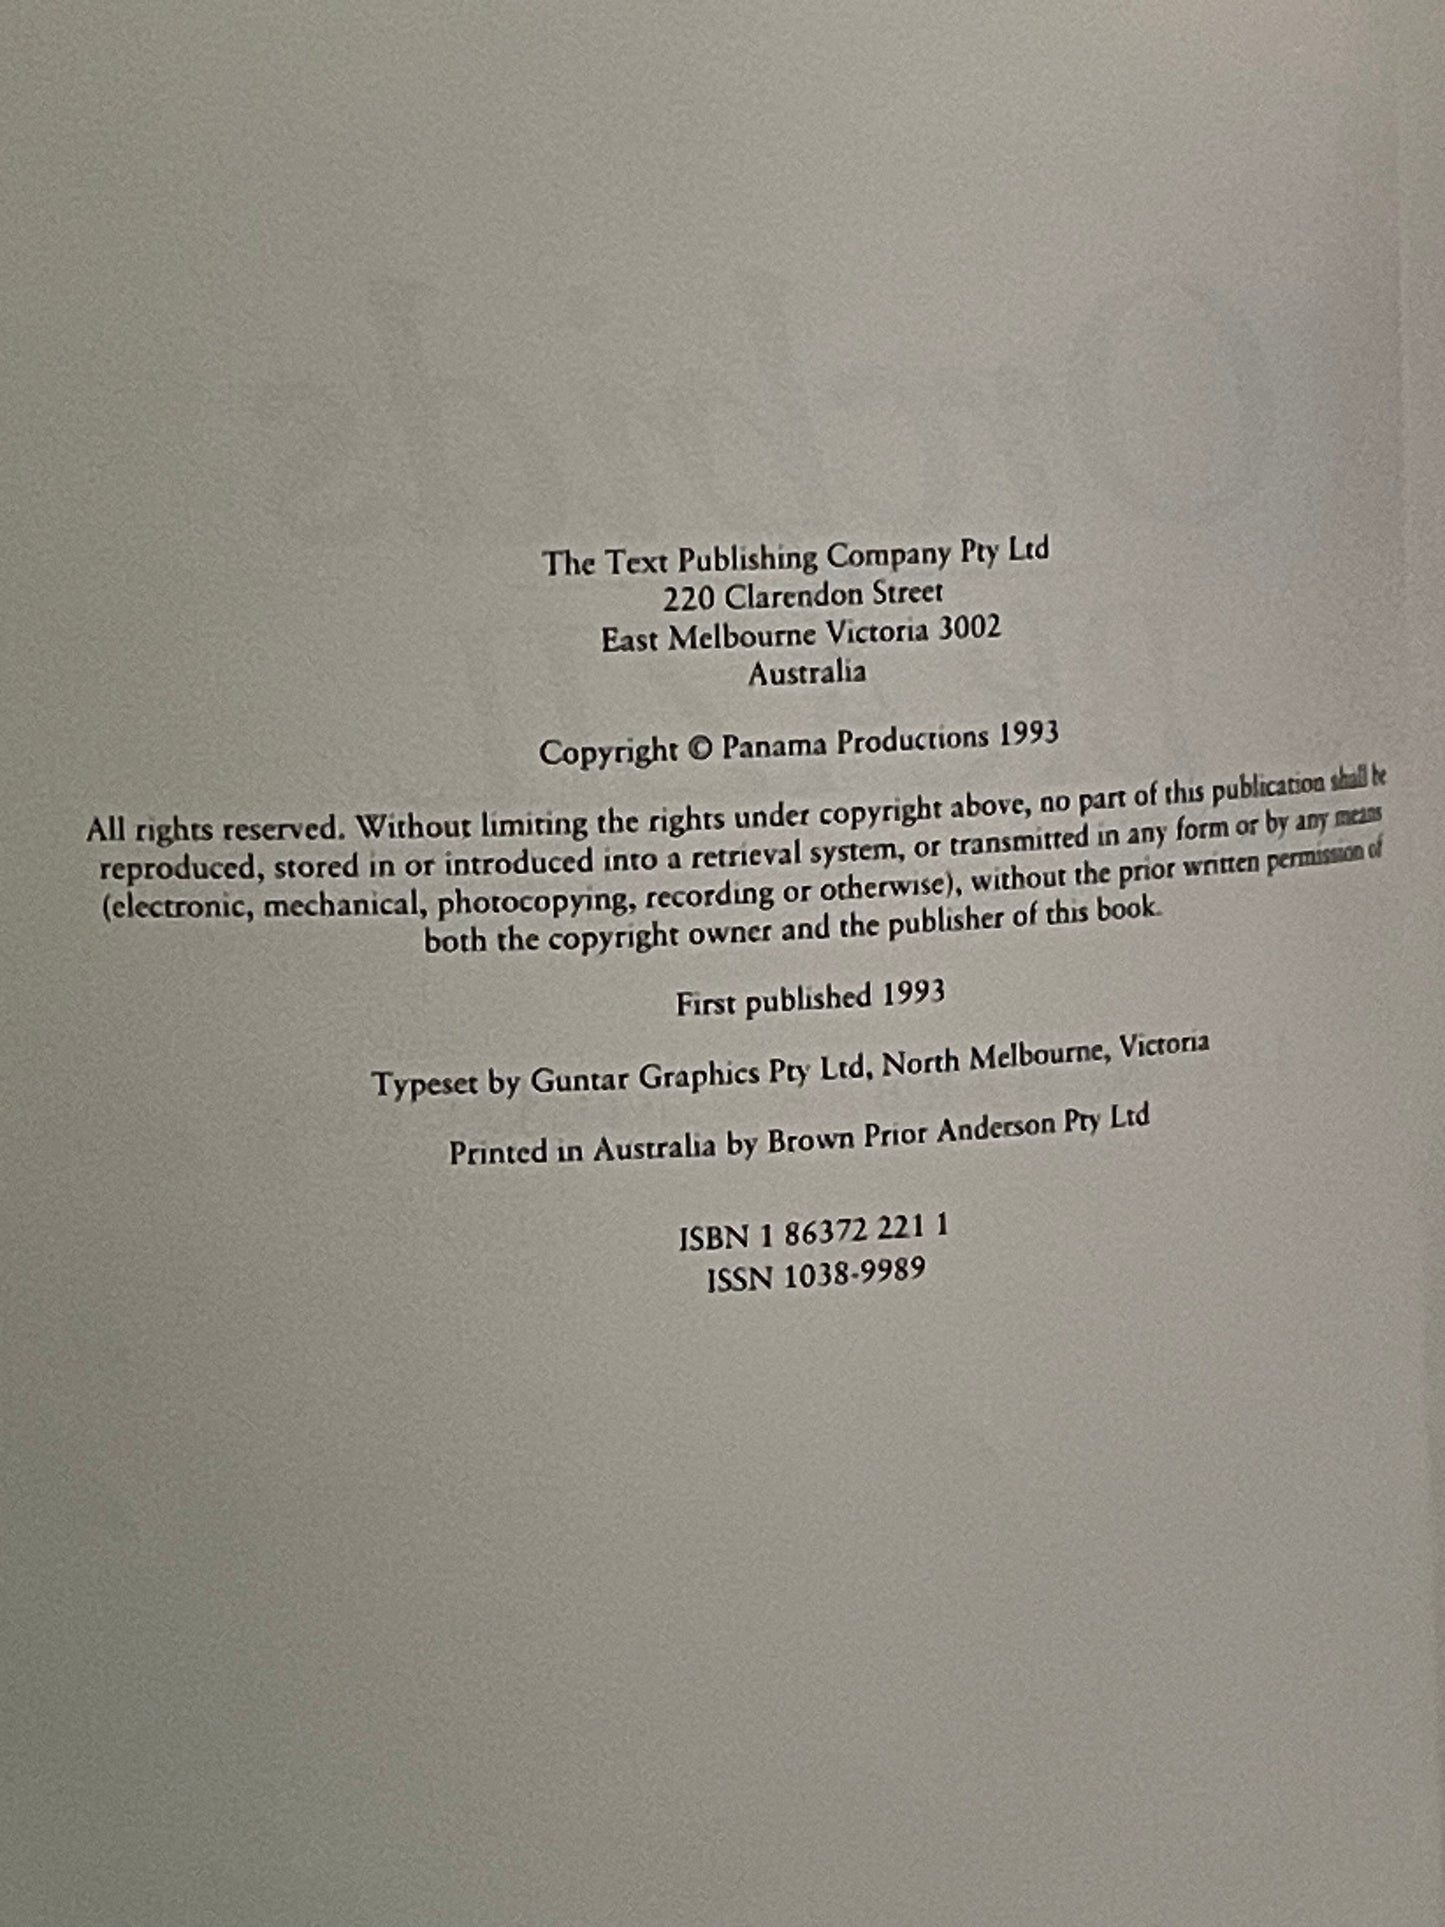 The Text Publishing Company Pty Ltd
220 Clarendon Street
East Melbourne Victoria 3002
Australia
Copyright © Panama Productions 1993
All rights reserved. Without limiting the rights under copyright above, no part of this publication shall be
reproduced, stored in or introduced into a retrieval system, or transmitted in any form or by any means
(electronic, mechanical, photocopying, recording or otherwise), without the prior written permission of
both the copyright owner and the publisher of this book.
First published 1993
Typeset by Guntar Graphics Pty Ltd, North Melbourne, Victoria
Printed in Australia by Brown Prior Anderson Pty Ltd
ISBN 1 86372 221 1
ISSN 1038-9989